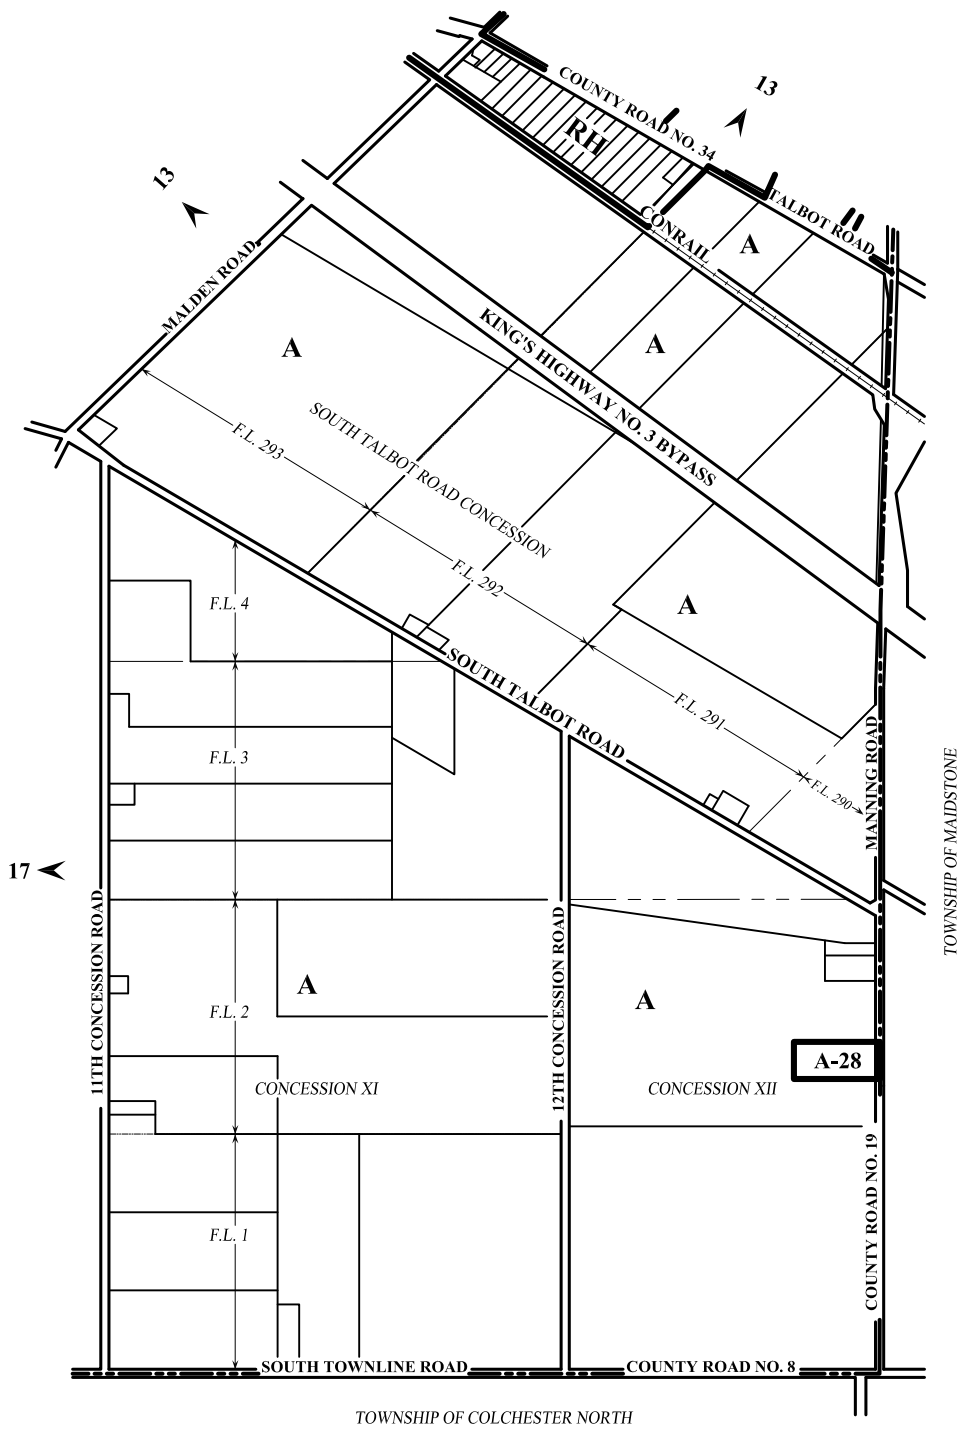 13
COUNTY ROAD NO. 34
RH
13
TALBOT ROAD
CONRAIL
A
MALDEN ROAD
A
KING'S HIGHWAY NO. 3 BYPASS
A
F.L. 293
SOUTH TALBOT ROAD CONCESSION
F.L. 292
F.L. 4
A
SOUTH TALBOT ROAD
F.L. 291
F.L. 3
F.L. 290
MANNING ROAD
TOWNSHIP OF MAIDSTONE
17
11TH CONCESSION ROAD
12TH CONCESSION ROAD
A
A
F.L. 2
A-28
CONCESSION XI
CONCESSION XII
F.L. 1
COUNTY ROAD NO. 19
SOUTH TOWNLINE ROAD
COUNTY ROAD NO. 8
TOWNSHIP OF COLCHESTER NORTH